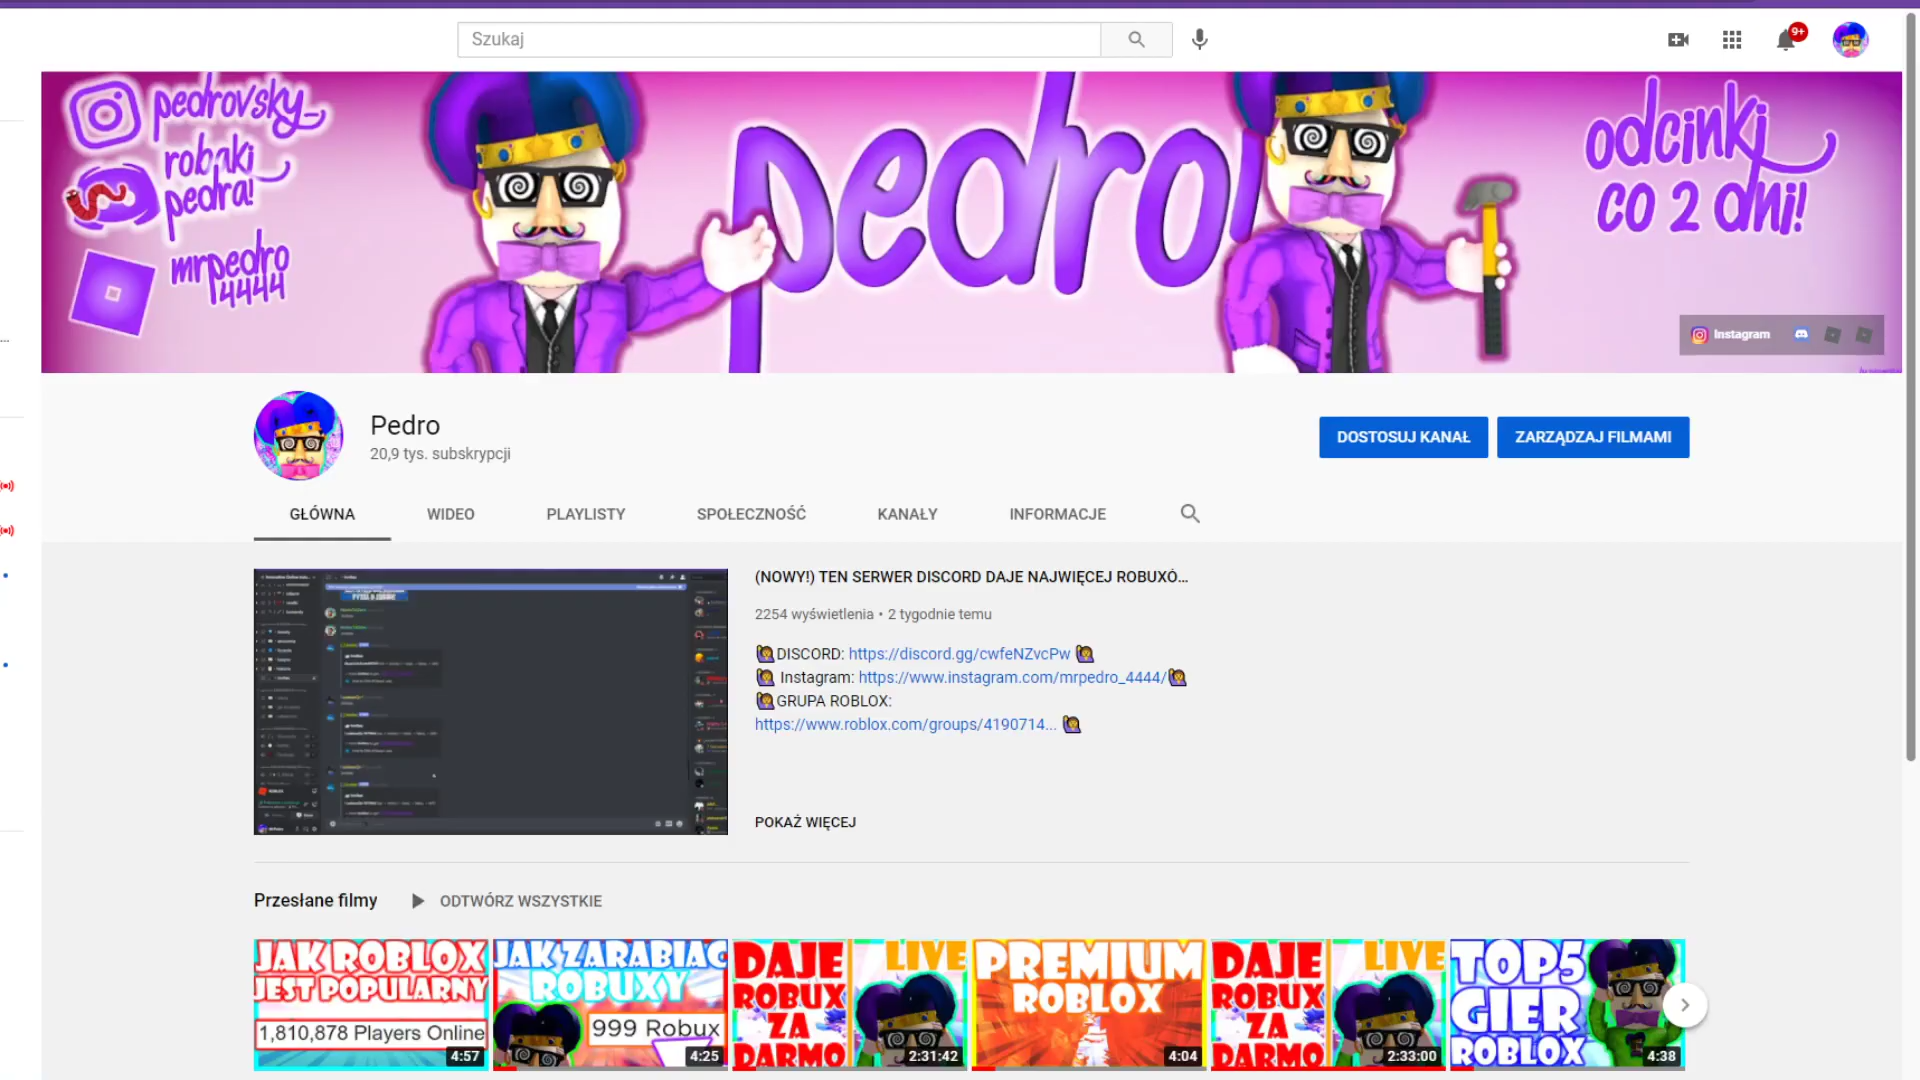 Szukaj
9+
pedrovsky_
robaki
pedra!
mrpedro
4444
pedro
odcinki
co 2 dni!
Instagram
Pedro
20,9 tys. subskrypcji
DOSTOSUJ KANAŁ
ZARZĄDZAJ FILMAMI
GŁÓWNA
WIDEO
PLAYLISTY
SPOŁECZNOŚĆ
KANAŁY
INFORMACJE
(NOWY!) TEN SERWER DISCORD DAJE NAJWIĘCEJ ROBUXÓ...
2254 wyświetlenia • 2 tygodnie temu
🙋DISCORD: https://discord.gg/cwfeNZvcPw 🙋
🙋 Instagram: https://www.instagram.com/mrpedro_4444/🙋
🙋GRUPA ROBLOX:
https://www.roblox.com/groups/4190714... 🙋
POKAŻ WIĘCEJ
Przesłane filmy
ODTWÓRZ WSZYSTKIE
JAK ROBLOX
JEST POPULARNY
1,810,878 Players Online
4:57
JAK ZARABIAC
ROBUXY
999 Robux
4:25
DAJE
ROBUX
ZA
DARMO
LIVE
2:31:42
PREMIUM
ROBLOX
4:04
DAJE
ROBUX
ZA
DARMO
LIVE
2:33:00
TOP5
GIER
ROBLOX
4:38